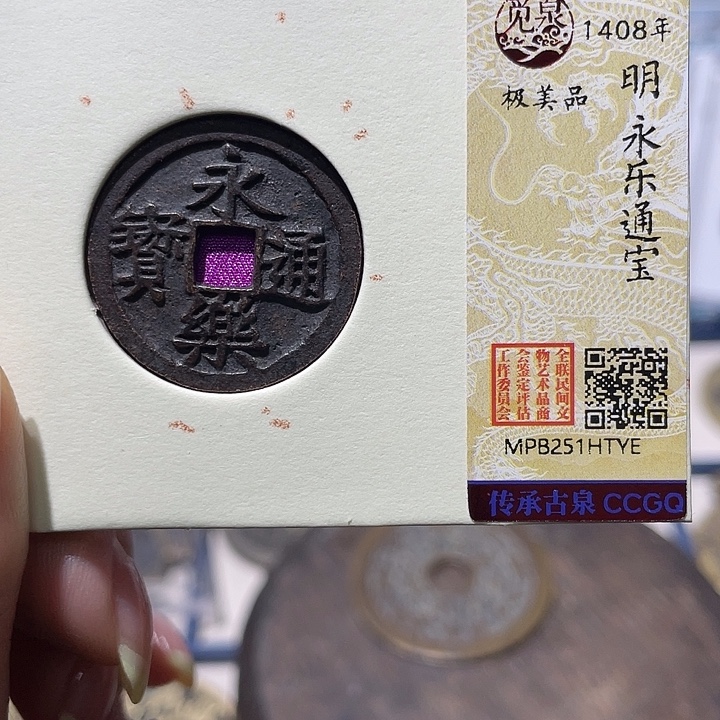 永樂通寳
觅泉
1408年
极美品
明永乐通宝
全联民间文
物艺术品商
会鉴定评估
工作委员会
MPB251HTYE
传承古泉 CCGQ